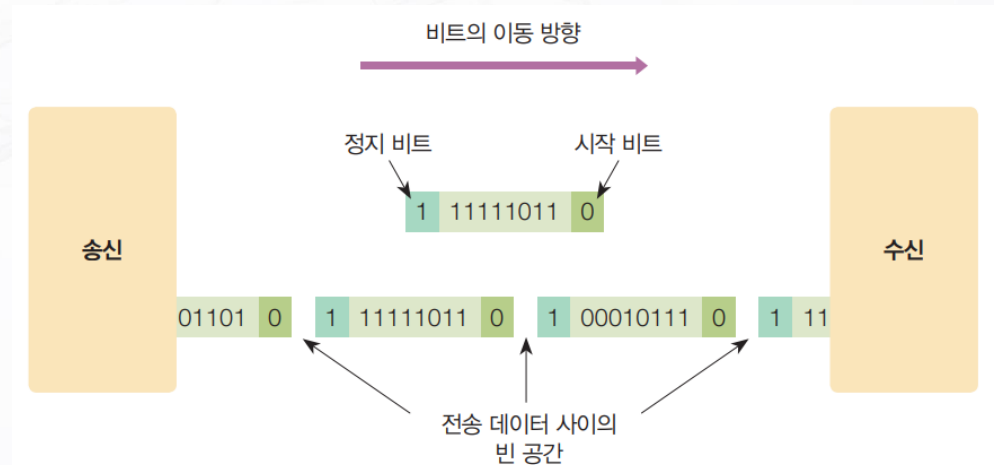 비트의 이동 방향
정지 비트
시작 비트
1 11111011 0
송신
수신
01101 0 1 11111011 0 1 00010111 0 1 11
전송 데이터 사이의
빈 공간